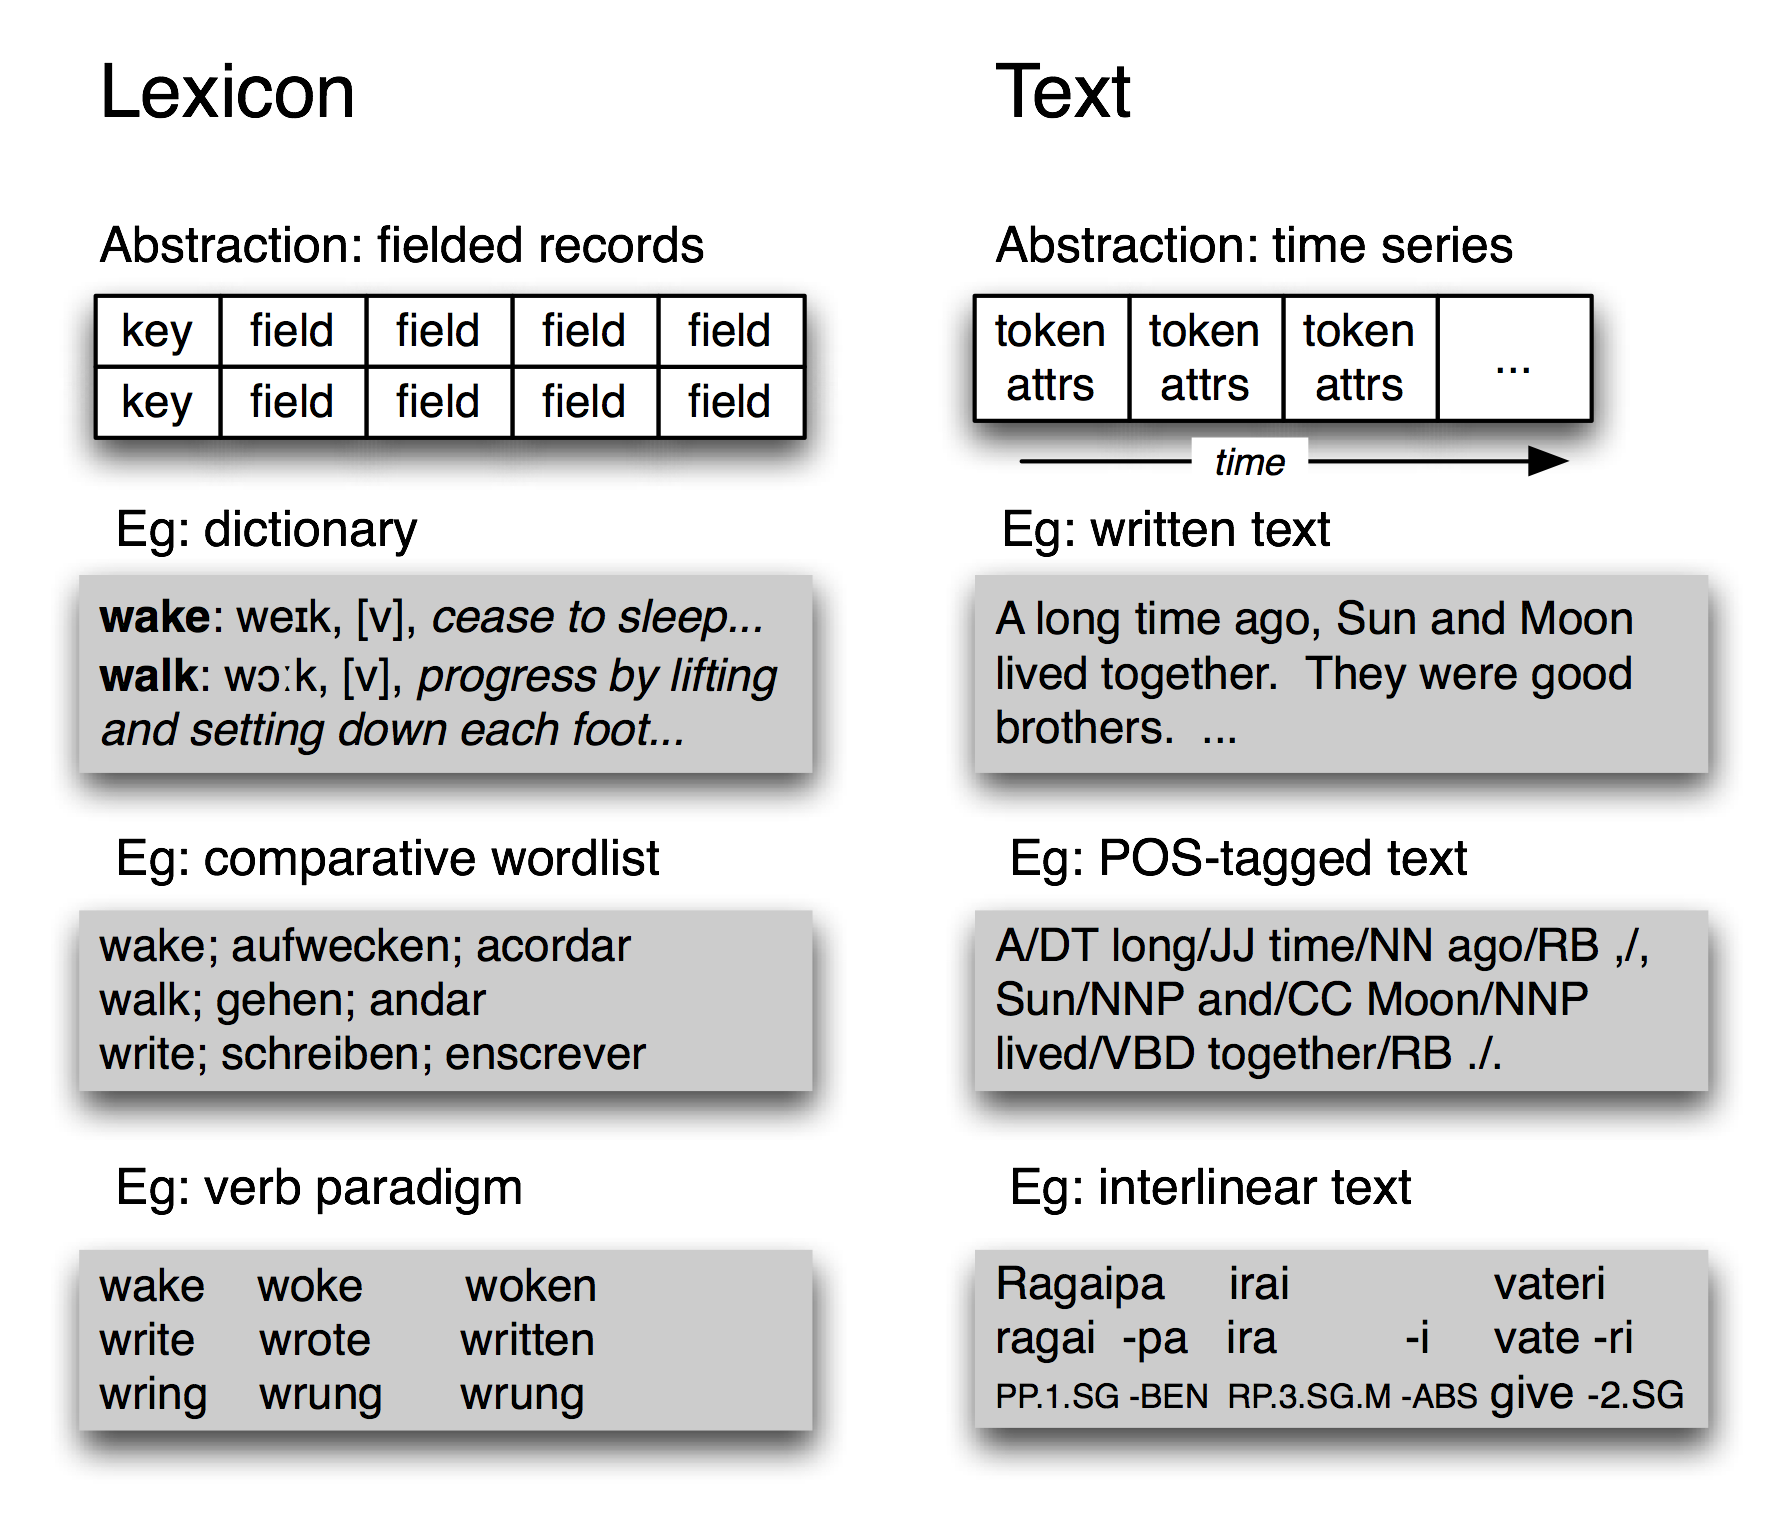 Lexicon
Abstraction: fielded records
key field field field field
key field field field field
Eg: dictionary
wake: weɪk, [v], cease to sleep...
walk: wɔːk, [v], progress by lifting
and setting down each foot...
Eg: comparative wordlist
wake; aufwecken; acordar
walk; gehen; andar
write; schreiben; enscrever
Eg: verb paradigm
wake woke woken
write wrote written
wring wrung wrung
Text
Abstraction: time series
token token token
attrs attrs attrs ...
time
Eg: written text
A long time ago, Sun and Moon
lived together. They were good
brothers. ...
Eg: POS-tagged text
A/DT long/JJ time/NN ago/RB ,/,
Sun/NNP and/CC Moon/NNP
lived/VBD together/RB ./.
Eg: interlinear text
Ragaipa irai vateri
ragai -pa ira -i vate -ri
PP.1.SG -BEN RP.3.SG.M -ABS give -2.SG